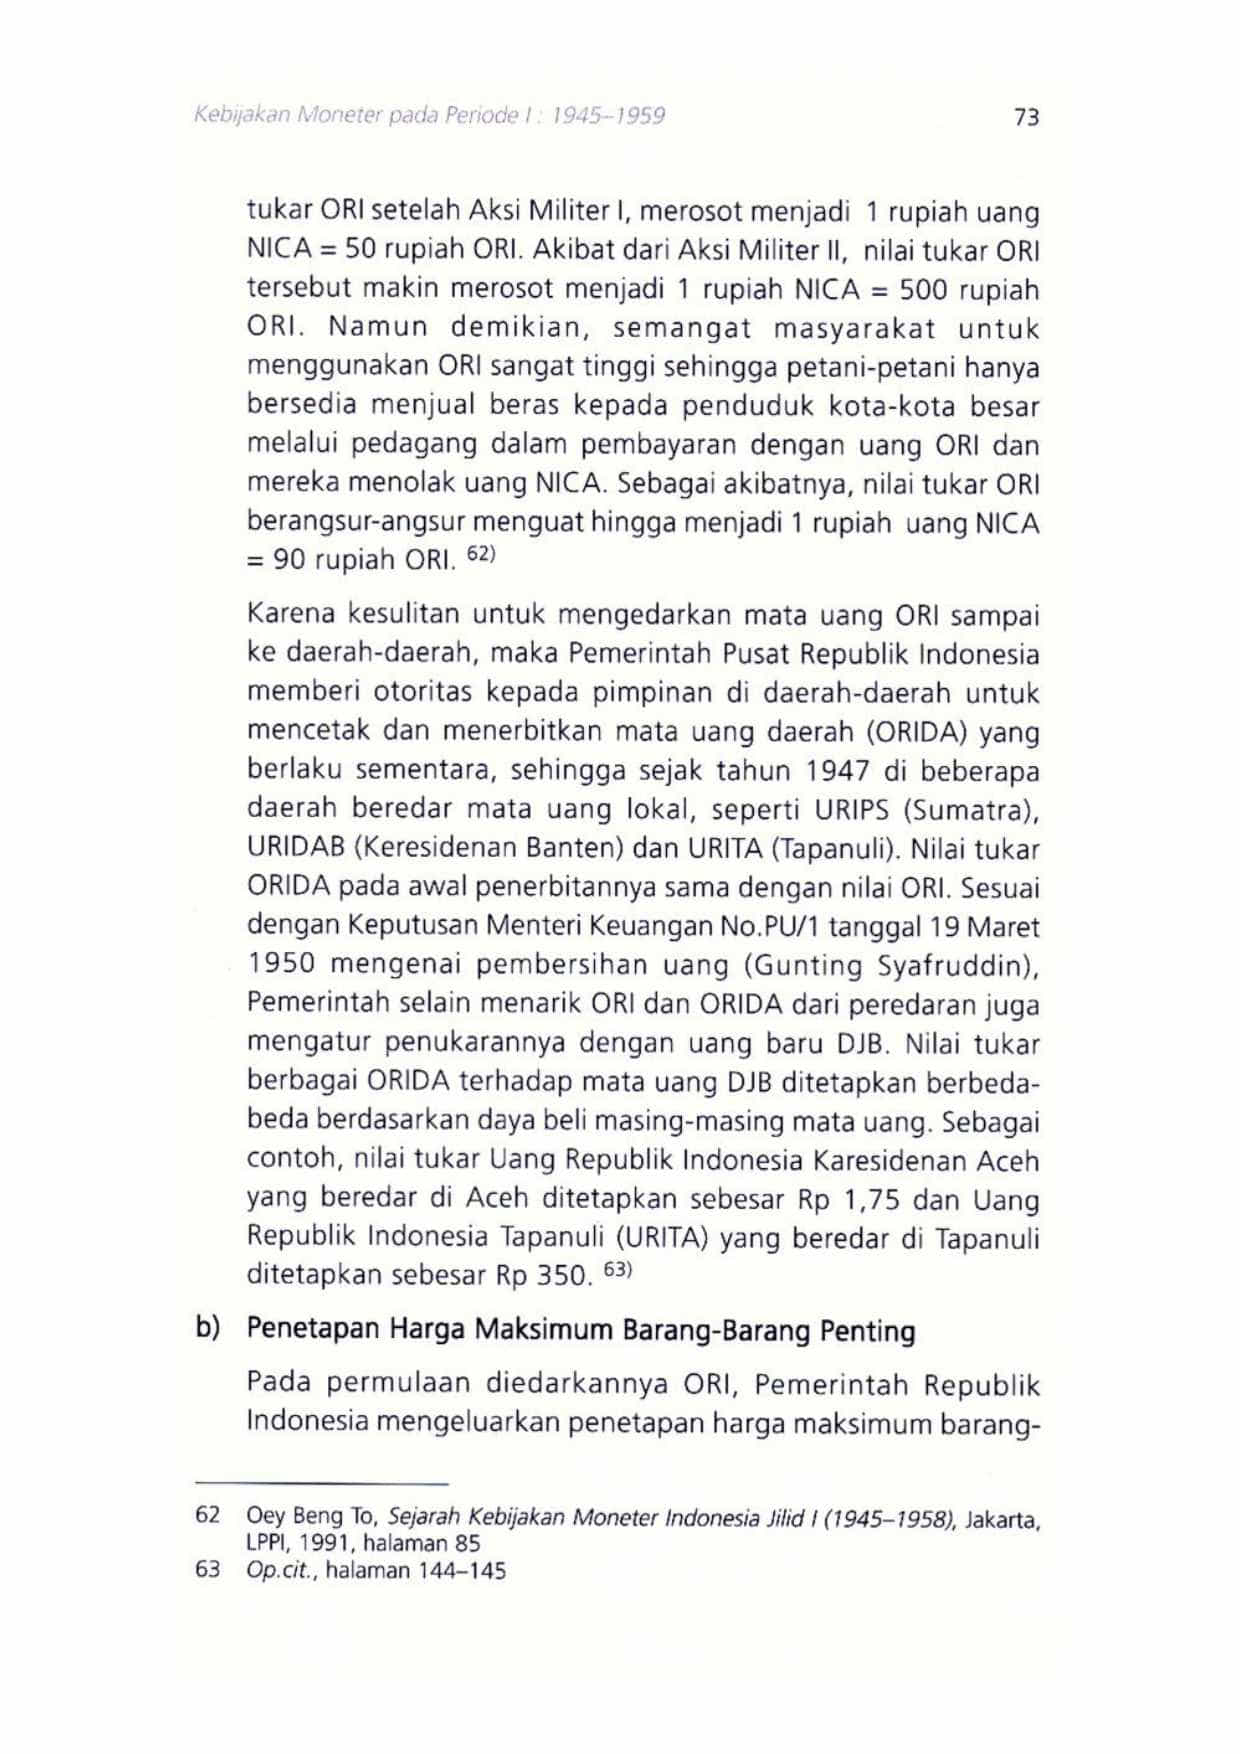 Kebijakan Moneter pada Periode I : 1945–1959 73
tukar ORI setelah Aksi Militer I, merosot menjadi 1 rupiah uang
NICA = 50 rupiah ORI. Akibat dari Aksi Militer II, nilai tukar ORI
tersebut makin merosot menjadi 1 rupiah NICA = 500 rupiah
ORI. Namun demikian, semangat masyarakat untuk
menggunakan ORI sangat tinggi sehingga petani-petani hanya
bersedia menjual beras kepada penduduk kota-kota besar
melalui pedagang dalam pembayaran dengan uang ORI dan
mereka menolak uang NICA. Sebagai akibatnya, nilai tukar ORI
berangsur-angsur menguat hingga menjadi 1 rupiah uang NICA
= 90 rupiah ORI. 62)
Karena kesulitan untuk mengedarkan mata uang ORI sampai
ke daerah-daerah, maka Pemerintah Pusat Republik Indonesia
memberi otoritas kepada pimpinan di daerah-daerah untuk
mencetak dan menerbitkan mata uang daerah (ORIDA) yang
berlaku sementara, sehingga sejak tahun 1947 di beberapa
daerah beredar mata uang lokal, seperti URIPS (Sumatra),
URIDAB (Keresidenan Banten) dan URITA (Tapanuli). Nilai tukar
ORIDA pada awal penerbitannya sama dengan nilai ORI. Sesuai
dengan Keputusan Menteri Keuangan No.PU/1 tanggal 19 Maret
1950 mengenai pembersihan uang (Gunting Syafruddin),
Pemerintah selain menarik ORI dan ORIDA dari peredaran juga
mengatur penukarannya dengan uang baru DJB. Nilai tukar
berbagai ORIDA terhadap mata uang DJB ditetapkan berbeda-
beda berdasarkan daya beli masing-masing mata uang. Sebagai
contoh, nilai tukar Uang Republik Indonesia Karesidenan Aceh
yang beredar di Aceh ditetapkan sebesar Rp 1,75 dan Uang
Republik Indonesia Tapanuli (URITA) yang beredar di Tapanuli
ditetapkan sebesar Rp 350. 63)
b) Penetapan Harga Maksimum Barang-Barang Penting
Pada permulaan diedarkannya ORI, Pemerintah Republik
Indonesia mengeluarkan penetapan harga maksimum barang-
62 Oey Beng To, Sejarah Kebijakan Moneter Indonesia Jilid I (1945–1958), Jakarta,
LPPI, 1991, halaman 85
63 Op.cit., halaman 144–145